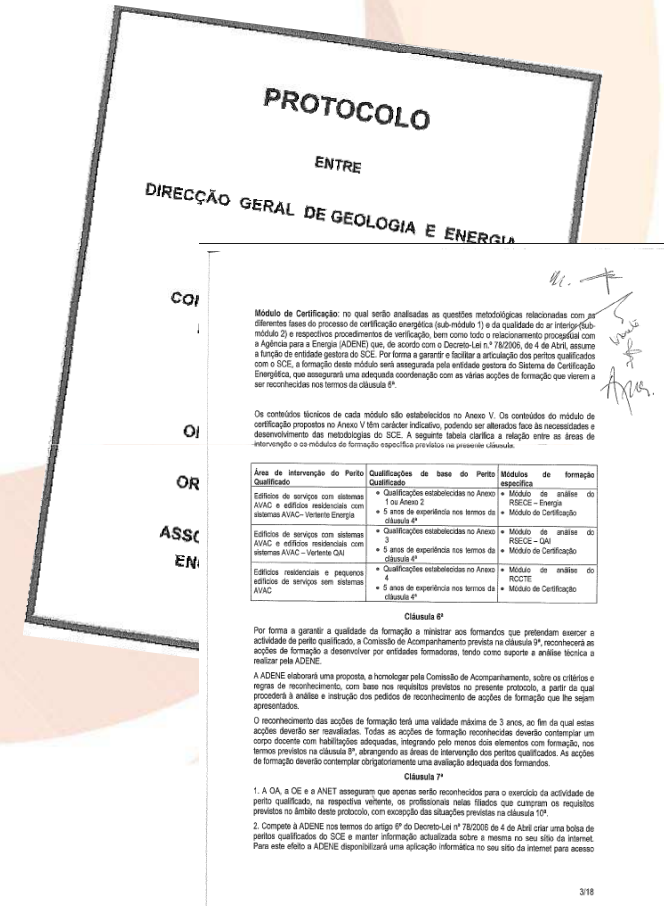 PROTOCOLO
ENTRE
DIRECÇÃO GERAL DE GEOLOGIA E ENERGIA
OR
ASSO
EN
Módulo de Certificação: no qual serão analisadas as questões metodológicas relacionadas com as
diferentes fases do processo de certificação energética (sub-módulo 1) e da qualidade do ar interior (sub-
módulo 2) e respectivos procedimentos de verificação, bem como todo o relacionamento processual com
a Agência para a Energia (ADENE) que, de acordo com o Decreto-Lei n.º 78/2006, de 4 de Abril, assume
a função de entidade gestora do SCE. Por forma a garantir e facilitar a articulação dos peritos qualificados
com o SCE, a formação deste módulo será assegurada pela entidade gestora do Sistema de Certificação
Energética, que assegurará uma adequada coordenação com as várias acções de formação que vierem a
ser reconhecidas nos termos da cláusula 6ª.
Os conteúdos técnicos de cada módulo são estabelecidos no Anexo V. Os conteúdos do módulo de
certificação propostos no Anexo V têm carácter indicativo, podendo ser alterados face às necessidades e
desenvolvimento das metodologias do SCE. A seguinte tabela clarifica a relação entre as áreas de
intervenção e os módulos de formação específica previstos na presente cláusula.
Área de intervenção do Perito Qualificado
Qualificações de base do Perito Qualificado
Módulos de formação específica
Edifícios de serviços com sistemas AVAC e edifícios residenciais com sistemas AVAC– Vertente Energia
• Qualificações estabelecidas no Anexo 1 ou Anexo 2
• 5 anos de experiência nos termos da cláusula 4ª
• Módulo de análise do RSECE – Energia
• Módulo de Certificação
Edifícios de serviços com sistemas AVAC e edifícios residenciais com sistemas AVAC – Vertente QAI
• Qualificações estabelecidas no Anexo 3
• 5 anos de experiência nos termos da cláusula 4ª
• Módulo de análise do RSECE – QAI
• Módulo de Certificação
Edifícios residenciais e pequenos edifícios de serviços sem sistemas AVAC
• Qualificações estabelecidas no Anexo 4
• 5 anos de experiência nos termos da cláusula 4ª
• Módulo de análise do RCCTE
• Módulo de Certificação
Cláusula 6ª
Por forma a garantir a qualidade da formação a ministrar aos formandos que pretendam exercer a
actividade de perito qualificado, a Comissão de Acompanhamento prevista na cláusula 9ª, reconhecerá as
acções de formação a desenvolver por entidades formadoras, tendo como suporte a análise técnica a
realizar pela ADENE.
A ADENE elaborará uma proposta, a homologar pela Comissão de Acompanhamento, sobre os critérios e
regras de reconhecimento, com base nos requisitos previstos no presente protocolo, a partir da qual
procederá à análise e instrução dos pedidos de reconhecimento de acções de formação que lhe sejam
apresentados.
O reconhecimento das acções de formação terá uma validade máxima de 3 anos, ao fim da qual estas
acções deverão ser reavaliadas. Todas as acções de formação reconhecidas deverão contemplar um
corpo docente com habilitações adequadas, integrando pelo menos dois elementos com formação, nos
termos previstos na cláusula 8ª, abrangendo as áreas de intervenção dos peritos qualificados. As acções
de formação deverão contemplar obrigatoriamente uma avaliação adequada dos formandos.
Cláusula 7ª
1. A OA, a OE e a ANET asseguram que apenas serão reconhecidos para o exercício da actividade de
perito qualificado, na respectiva vertente, os profissionais nelas filiados que cumpram os requisitos
previstos no âmbito deste protocolo, com excepção das situações previstas na cláusula 10ª.
2. Compete à ADENE nos termos do artigo 6º do Decreto-Lei nº 78/2006 de 4 de Abril criar uma bolsa de
peritos qualificados do SCE e manter informação actualizada sobre a mesma no seu sítio da internet.
Para este efeito a ADENE disponibilizará uma aplicação informática no seu sítio da internet para acesso
3/18